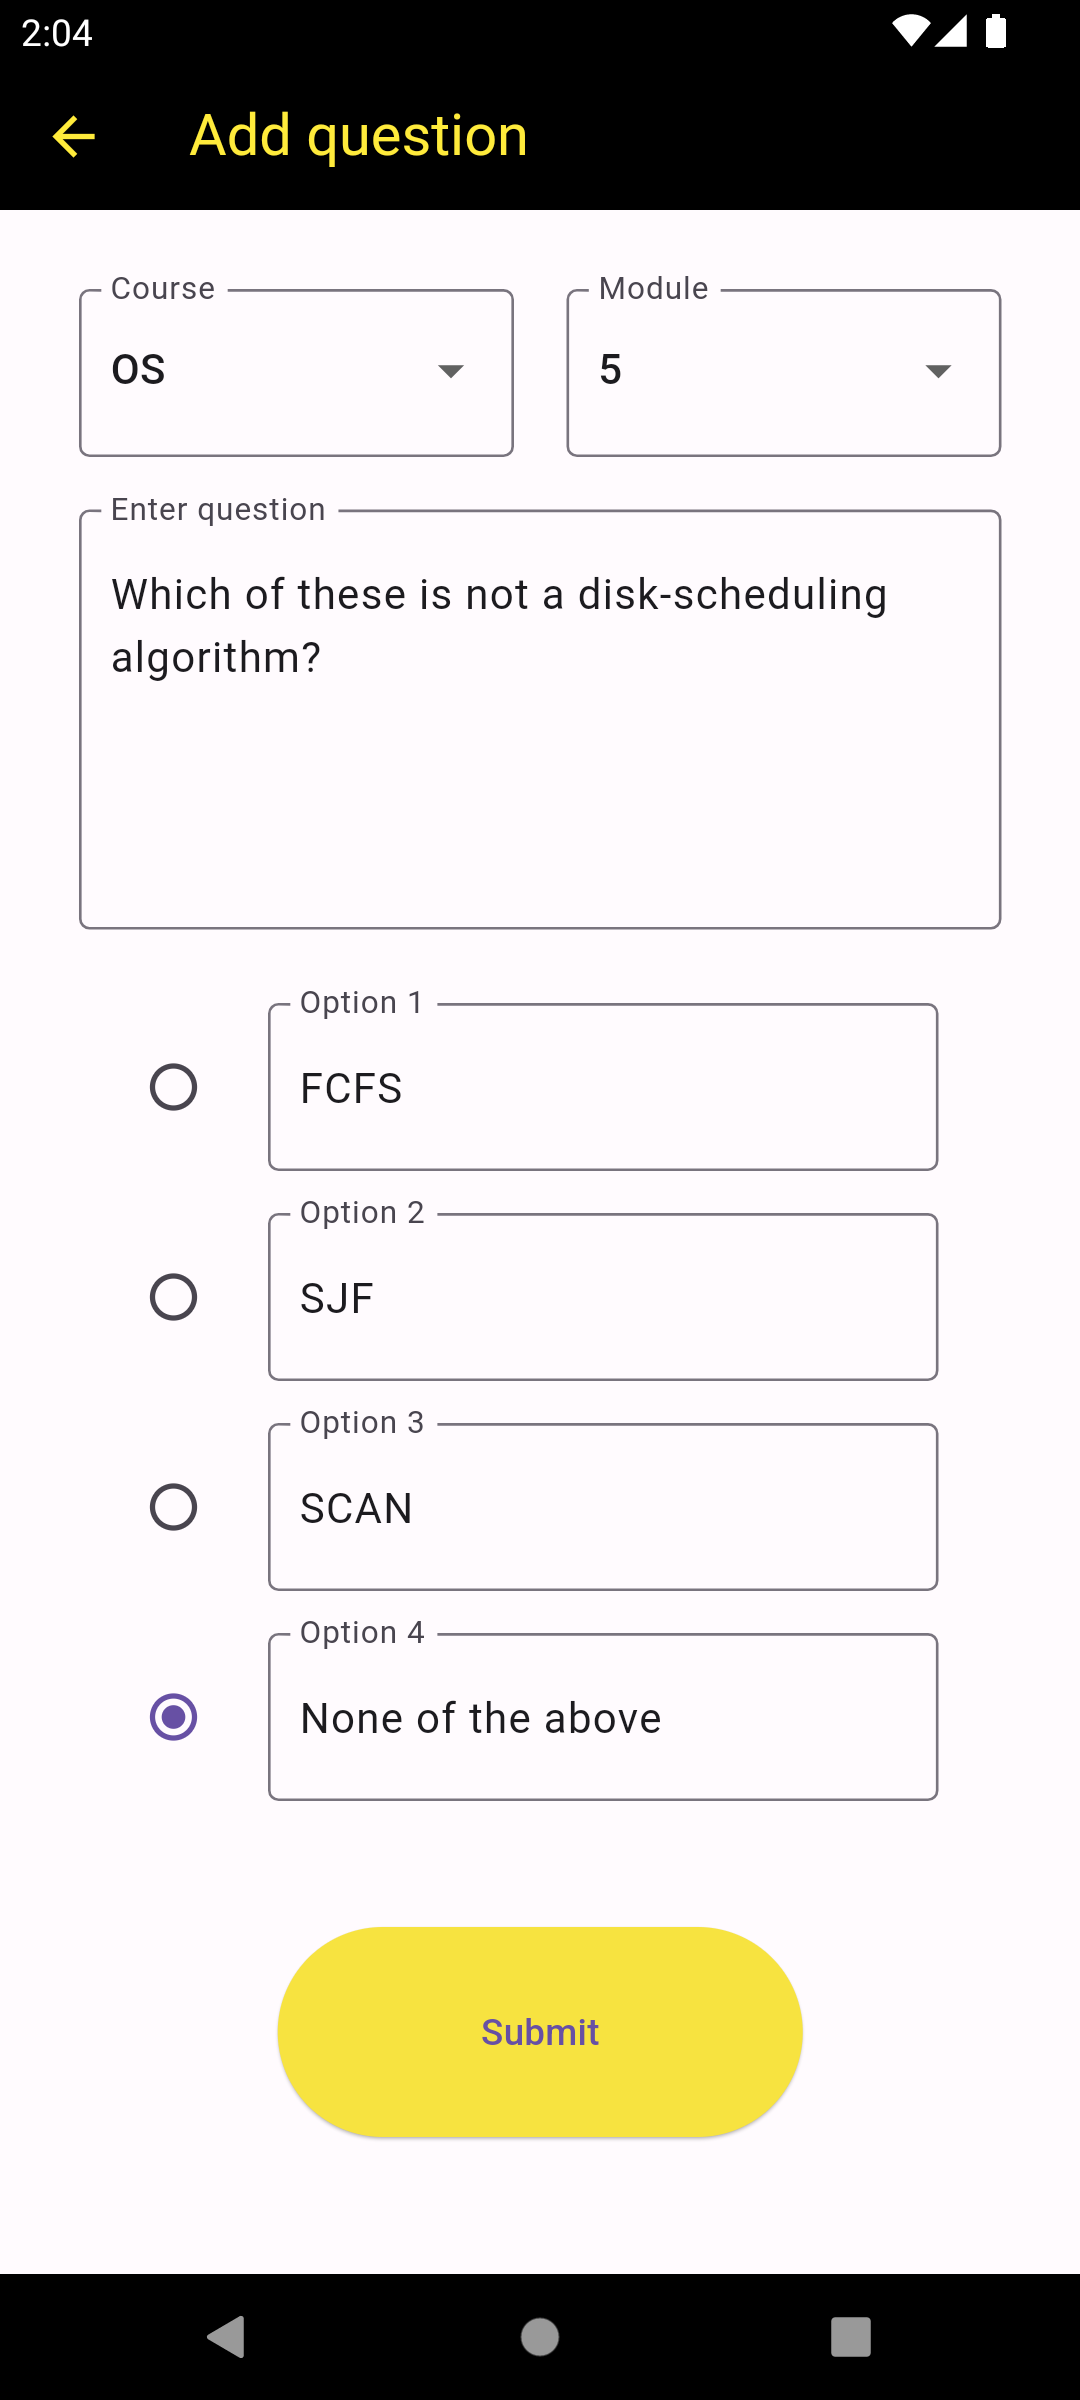 2:04
Add question
Course
Module
OS
5
Enter question
Which of these is not a disk-scheduling
algorithm?
Option 1
FCFS
Option 2
SJF
Option 3
SCAN
Option 4
None of the above
Submit